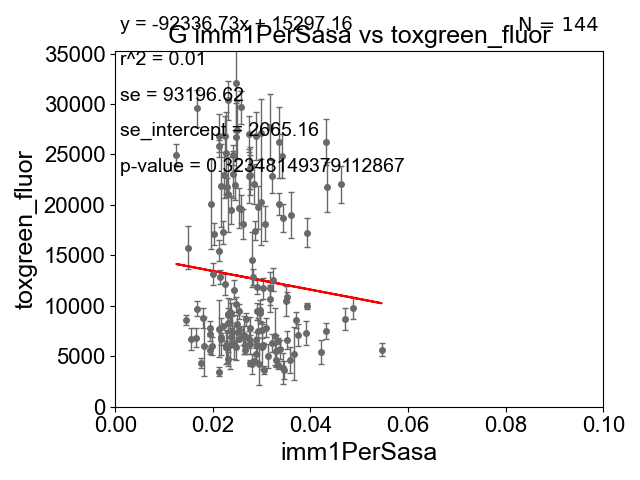 y = -92336.73x + 15297.16
N = 144
G imm1PerSasa vs toxgreen_fluor
r^2 = 0.01
se = 93196.62
se_intercept = 2665.16
p-value = 0.32348149379112867
35000
30000
25000
20000
15000
10000
5000
0
toxgreen_fluor
0.00 0.02 0.04 0.06 0.08 0.10
imm1PerSasa